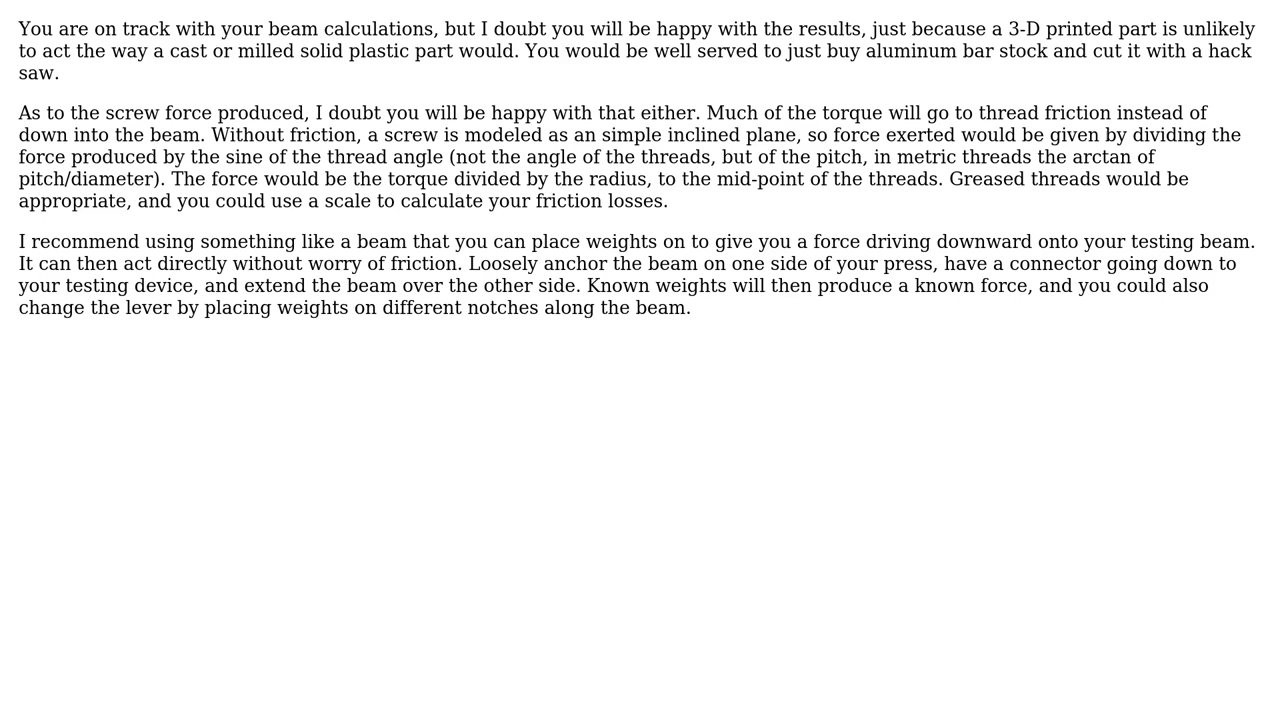 You are on track with your beam calculations, but I doubt you will be happy with the results, just because a 3-D printed part is unlikely
to act the way a cast or milled solid plastic part would. You would be well served to just buy aluminum bar stock and cut it with a hack
saw.
As to the screw force produced, I doubt you will be happy with that either. Much of the torque will go to thread friction instead of
down into the beam. Without friction, a screw is modeled as an simple inclined plane, so force exerted would be given by dividing the
force produced by the sine of the thread angle (not the angle of the threads, but of the pitch, in metric threads the arctan of
pitch/diameter). The force would be the torque divided by the radius, to the mid-point of the threads. Greased threads would be
appropriate, and you could use a scale to calculate your friction losses.
I recommend using something like a beam that you can place weights on to give you a force driving downward onto your testing beam.
It can then act directly without worry of friction. Loosely anchor the beam on one side of your press, have a connector going down to
your testing device, and extend the beam over the other side. Known weights will then produce a known force, and you could also
change the lever by placing weights on different notches along the beam.